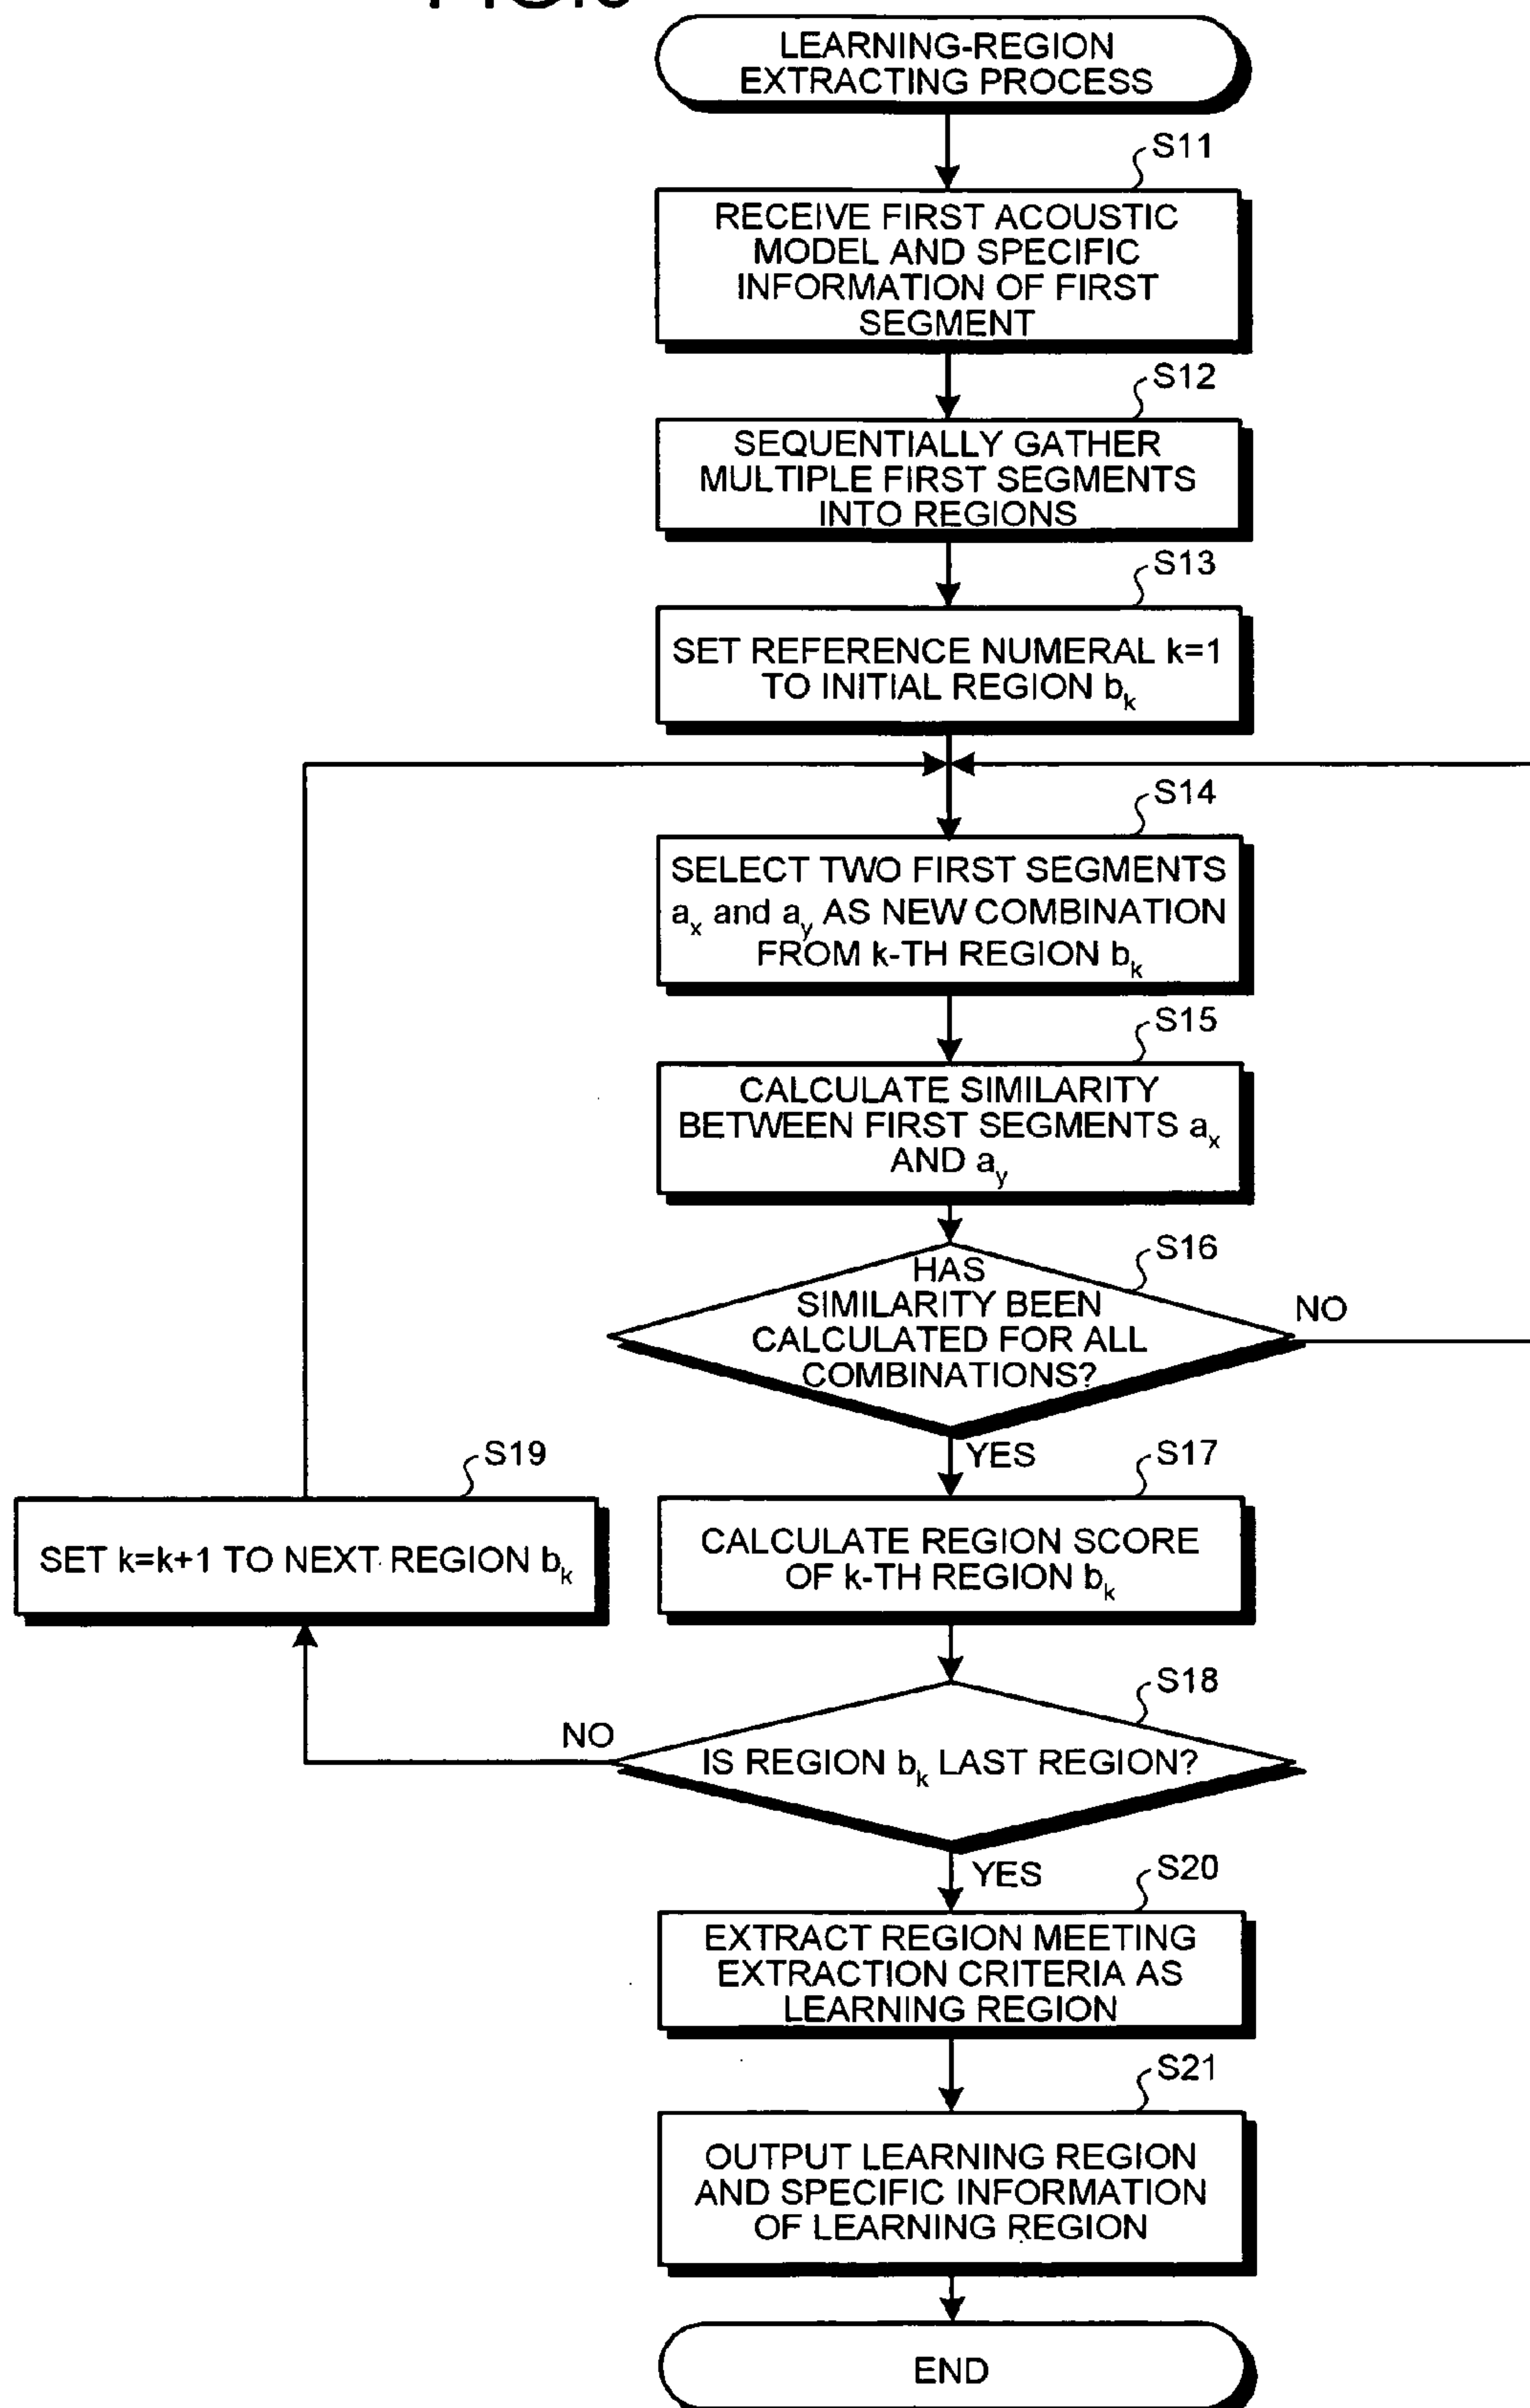 LEARNING-REGION
EXTRACTING PROCESS
S11
RECEIVE FIRST ACOUSTIC
MODEL AND SPECIFIC
INFORMATION OF FIRST
SEGMENT
S12
SEQUENTIALLY GATHER
MULTIPLE FIRST SEGMENTS
INTO REGIONS
S13
SET REFERENCE NUMERAL k=1
TO INITIAL REGION bk
S14
SELECT TWO FIRST SEGMENTS
ax and ay AS NEW COMBINATION
FROM k-TH REGION bk
S15
CALCULATE SIMILARITY
BETWEEN FIRST SEGMENTS ax
AND ay
S16
HAS
SIMILARITY BEEN
CALCULATED FOR ALL
COMBINATIONS?
NO
YES
S17
CALCULATE REGION SCORE
OF k-TH REGION bk
S19
SET k=k+1 TO NEXT REGION bk
S18
IS REGION bk LAST REGION?
NO
YES
S20
EXTRACT REGION MEETING
EXTRACTION CRITERIA AS
LEARNING REGION
S21
OUTPUT LEARNING REGION
AND SPECIFIC INFORMATION
OF LEARNING REGION
END